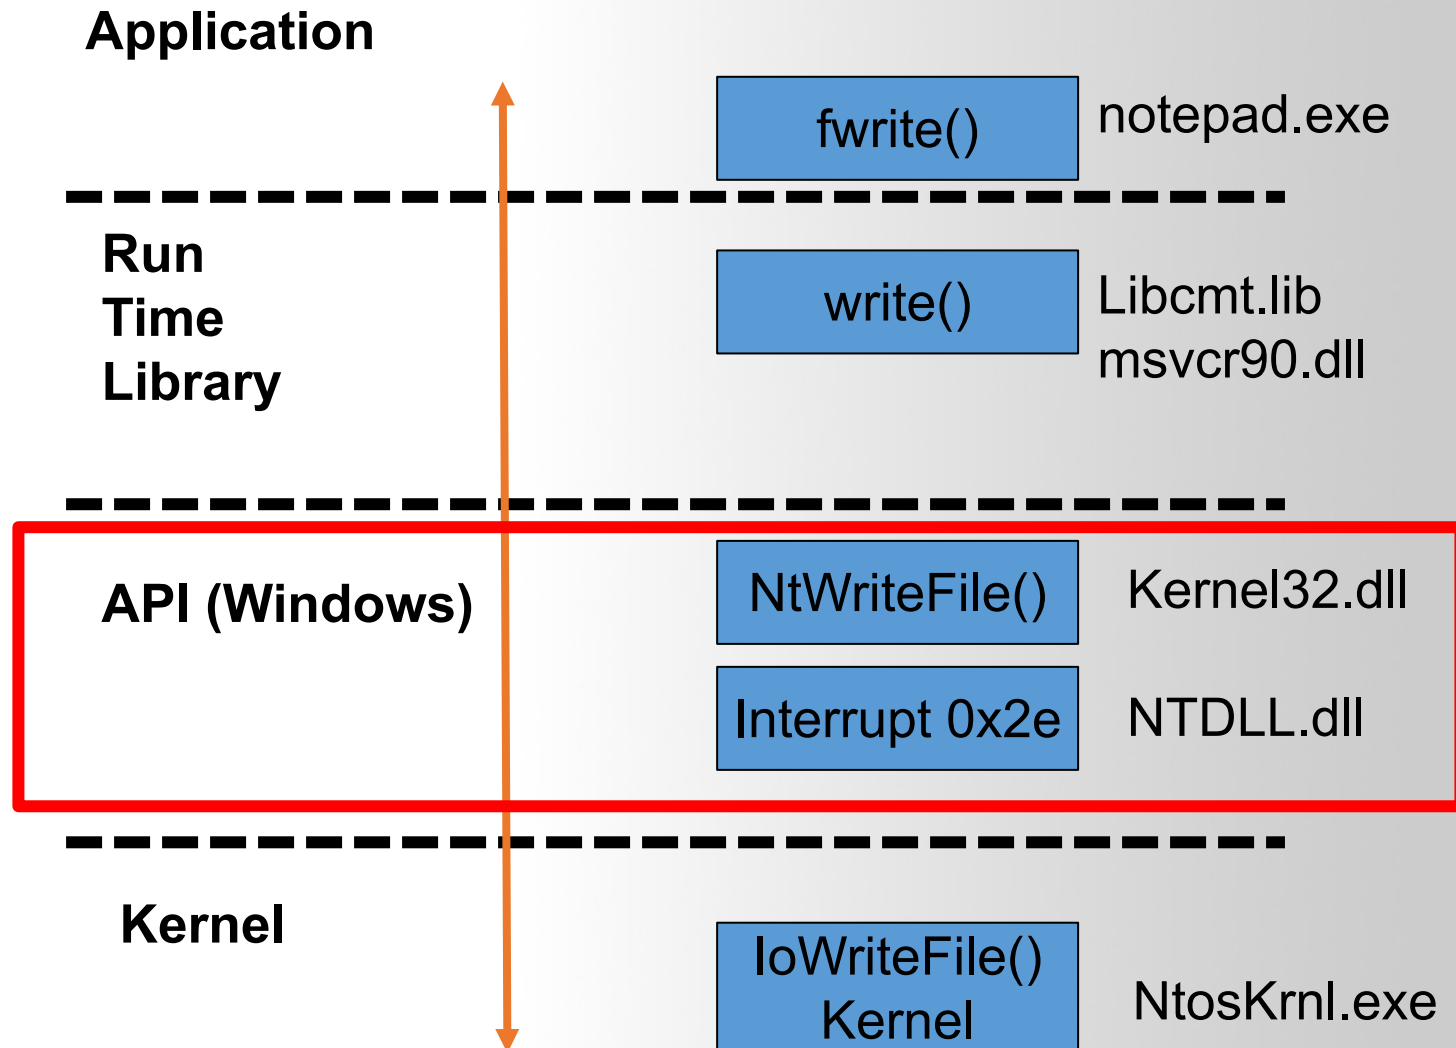 Application
fwrite()
notepad.exe
Run
Time
Library
write()
Libcmt.lib
msvcr90.dll
API (Windows)
NtWriteFile()
Kernel32.dll
Interrupt 0x2e
NTDLL.dll
Kernel
IoWriteFile()
Kernel
NtosKrnl.exe